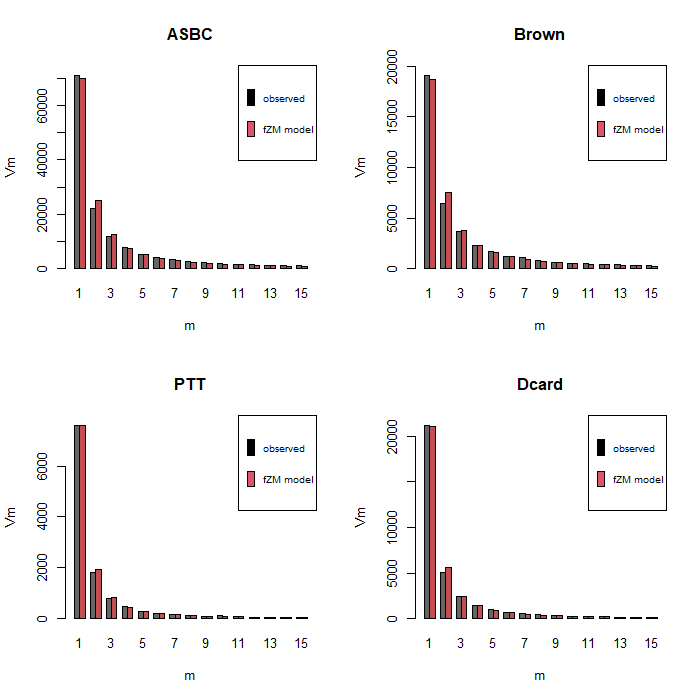 ASBC
Vm
0
20000
40000
60000
observed
fZM model
1 3 5 7 9 11 13 15
m
Brown
Vm
0
5000
10000
15000
20000
observed
fZM model
1 3 5 7 9 11 13 15
m
PTT
Vm
0
2000
4000
6000
observed
fZM model
1 3 5 7 9 11 13 15
m
Dcard
Vm
0
5000
10000
20000
observed
fZM model
1 3 5 7 9 11 13 15
m